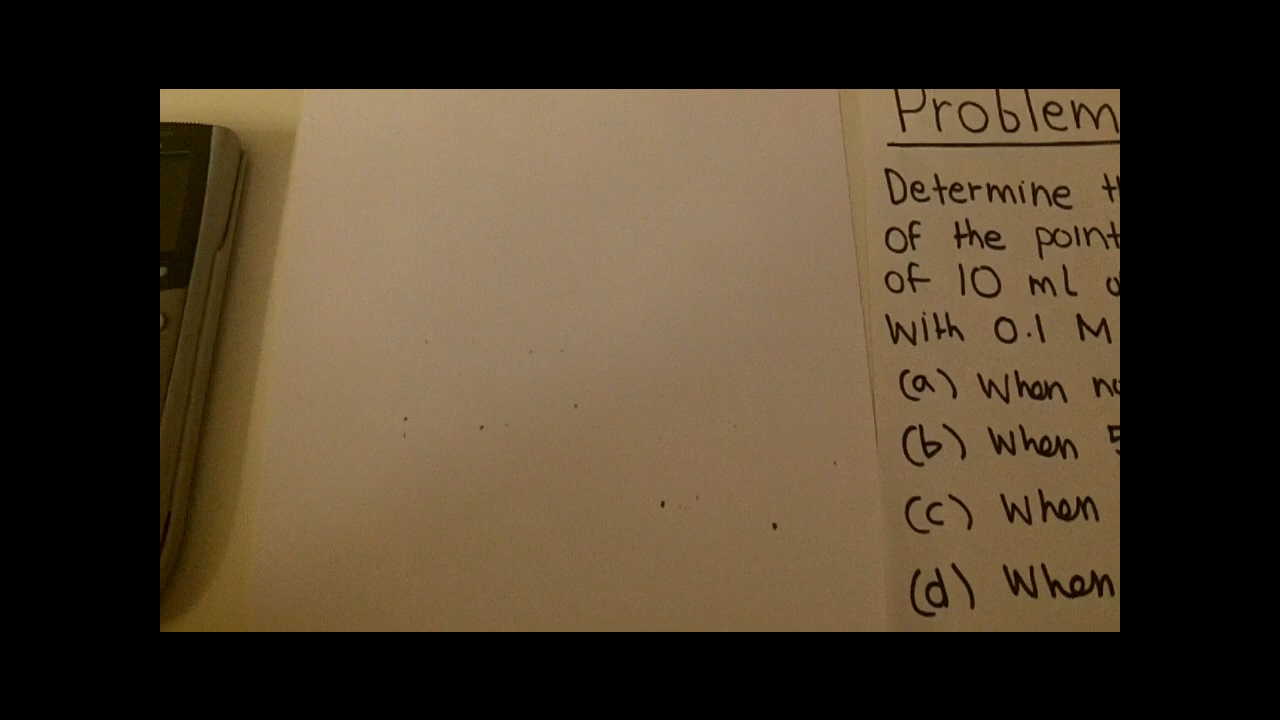 Problem
Determine
of the point
of 10 ml
with 0.1 M
(a) When
(b) When
(c) When
(d) When